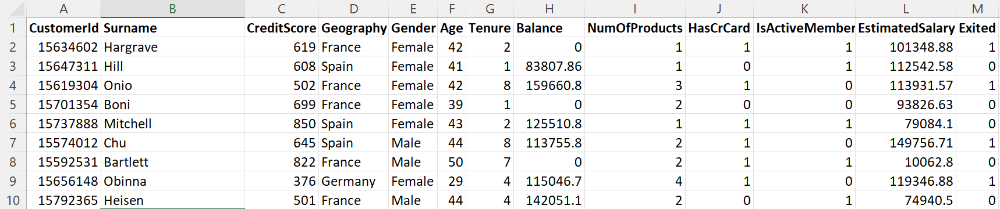 A B C D E F G H I J K L M
1 CustomerId Surname CreditScore Geography Gender Age Tenure Balance NumOfProducts HasCrCard IsActiveMember EstimatedSalary Exited
2 15634602 Hargrave 619 France Female 42 2 0 1 1 1 101348.88 1
3 15647311 Hill 608 Spain Female 41 1 83807.86 1 0 1 112542.58 0
4 15619304 Onio 502 France Female 42 8 159660.8 3 1 0 113931.57 1
5 15701354 Boni 699 France Female 39 1 0 2 0 0 93826.63 0
6 15737888 Mitchell 850 Spain Female 43 2 125510.8 1 1 1 79084.1 0
7 15574012 Chu 645 Spain Male 44 8 113755.8 2 1 0 149756.71 1
8 15592531 Bartlett 822 France Male 50 7 0 2 1 1 10062.8 0
9 15656148 Obinna 376 Germany Female 29 4 115046.7 4 1 0 119346.88 1
10 15792365 Heisen 501 France Male 44 4 142051.1 2 0 1 74940.5 0